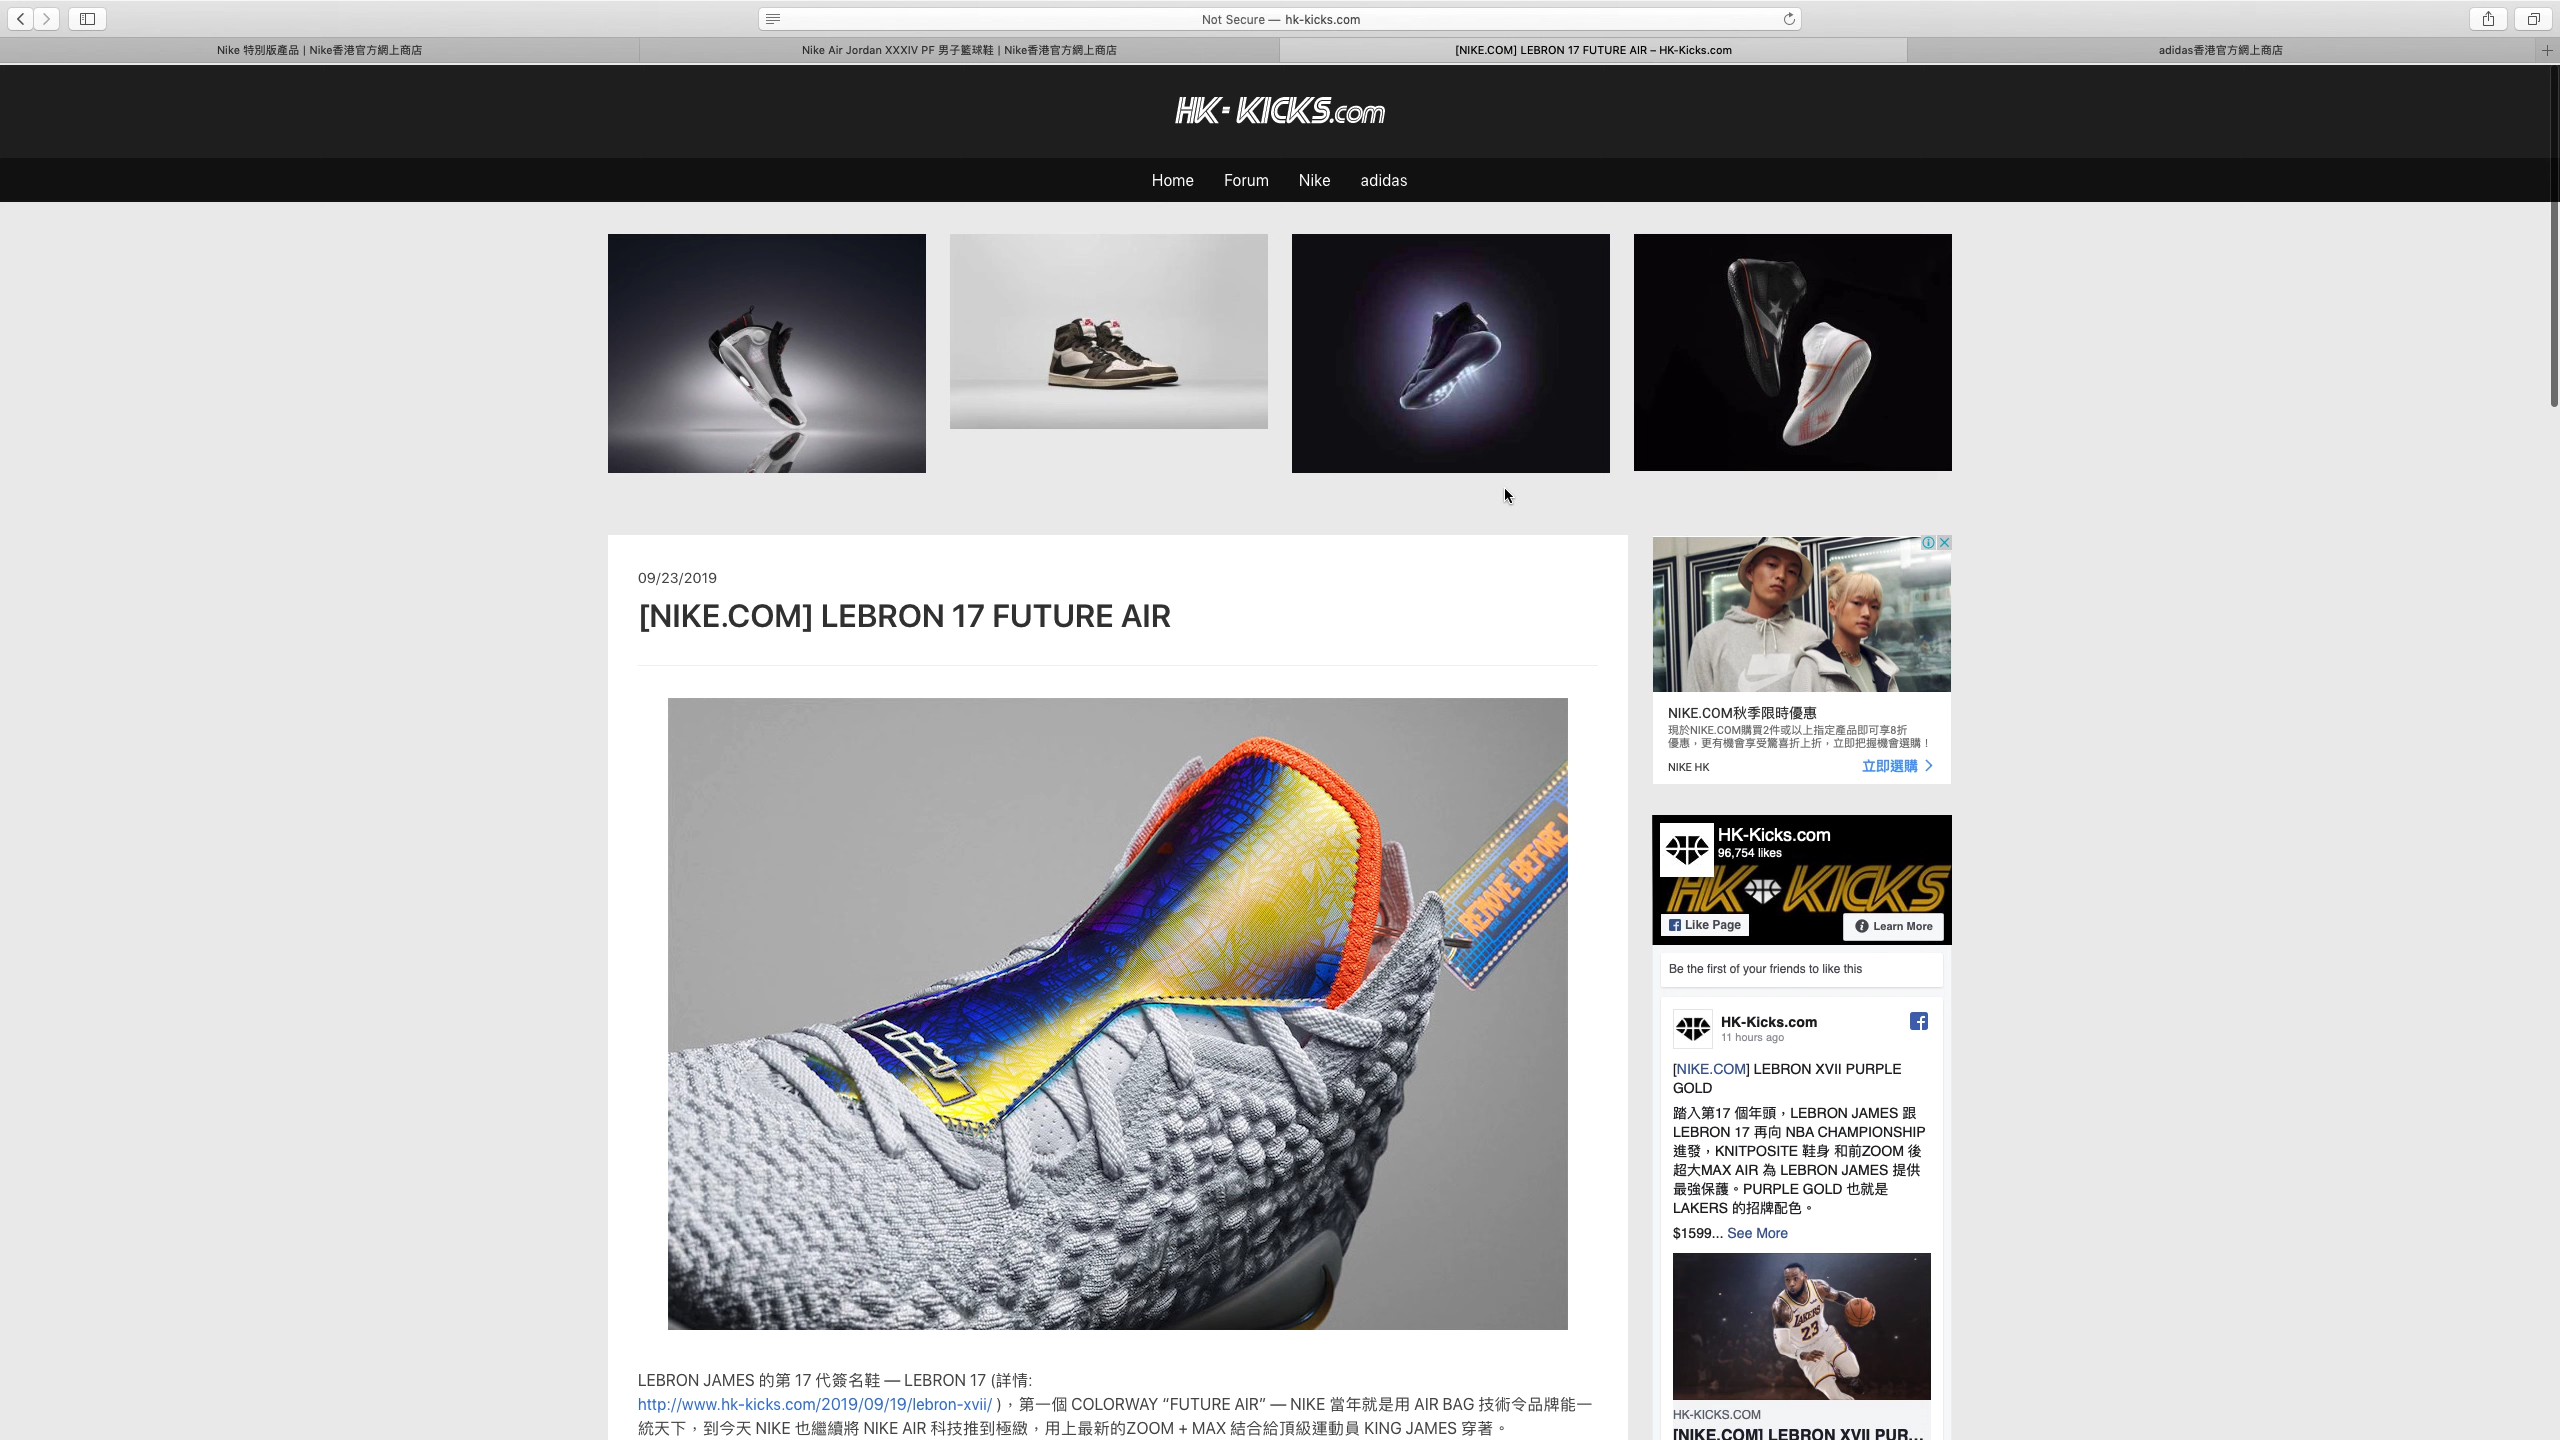 Not Secure — hk-kicks.com
Nike 特別版產品 | Nike香港官方網上商店
Nike Air Jordan XXXIV PF 男子籃球鞋 | Nike香港官方網上商店
[NIKE.COM] LEBRON 17 FUTURE AIR – HK-Kicks.com
adidas香港官方網上商店
HK-KICKS.com
Home
Forum
Nike
adidas
09/23/2019
[NIKE.COM] LEBRON 17 FUTURE AIR
REMOVE BEFORE
LEBRON JAMES 的第 17 代簽名鞋 — LEBRON 17 (詳情:
http://www.hk-kicks.com/2019/09/19/lebron-xvii/ )，第一個 COLORWAY “FUTURE AIR” — NIKE 當年就是用 AIR BAG 技術令品牌能一
統天下，到今天 NIKE 也繼續將 NIKE AIR 科技推到極緻，用上最新的ZOOM + MAX 結合給頂級運動員 KING JAMES 穿著。
NIKE.COM秋季限時優惠
現於NIKE.COM購買2件或以上指定產品即可享8折
優惠，更有機會享受驚喜折上折，立即把握機會選購！
NIKE HK
立即選購
HK-Kicks.com
96,754 likes
HK KICKS
Like Page
Learn More
Be the first of your friends to like this
HK-Kicks.com
11 hours ago
[NIKE.COM] LEBRON XVII PURPLE
GOLD
踏入第17 個年頭，LEBRON JAMES 跟
LEBRON 17 再向 NBA CHAMPIONSHIP
進發，KNITPOSITE 鞋身 和前ZOOM 後
超大MAX AIR 為 LEBRON JAMES 提供
最強保護。PURPLE GOLD 也就是
LAKERS 的招牌配色。
$1599... See More
LAKERS
23
HK-KICKS.COM
[NIKE.COM] LEBRON XVII PUR...